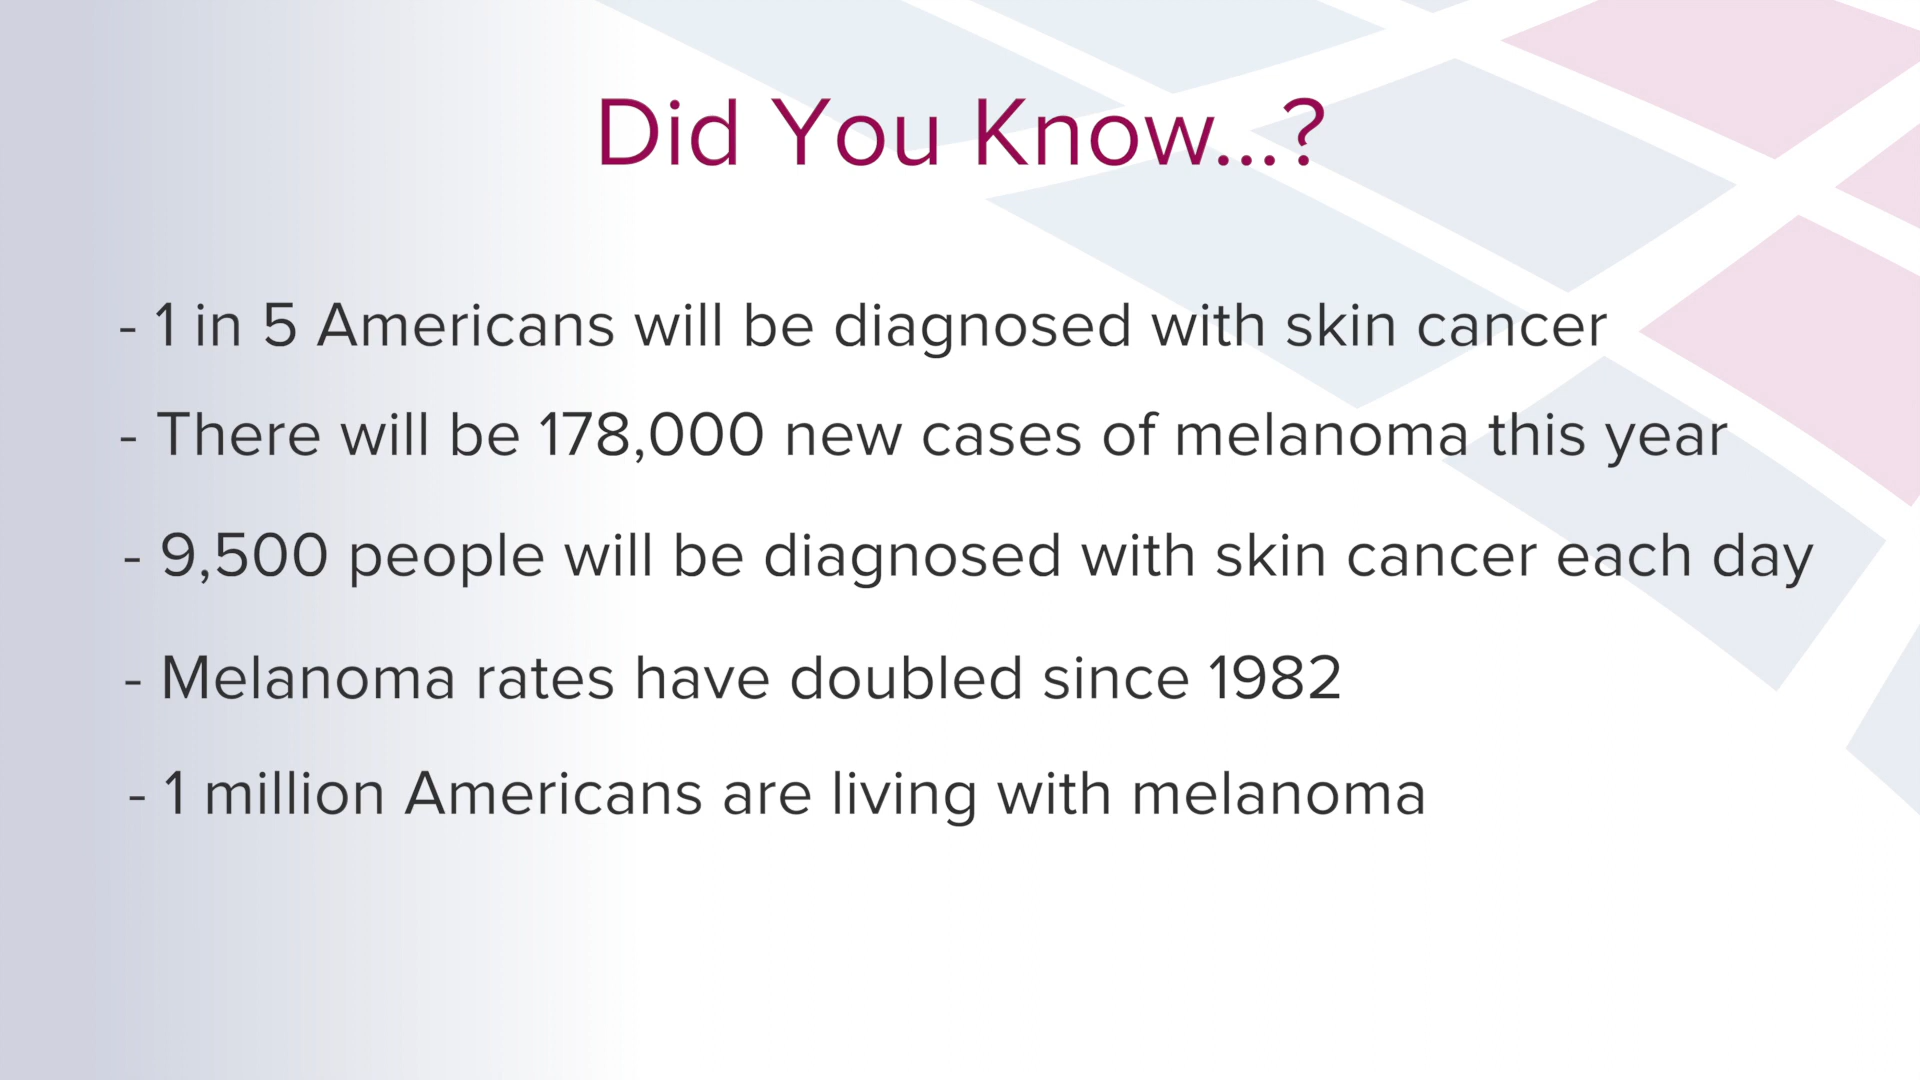 Did You Know...?
- 1 in 5 Americans will be diagnosed with skin cancer
- There will be 178,000 new cases of melanoma this year
- 9,500 people will be diagnosed with skin cancer each day
- Melanoma rates have doubled since 1982
- 1 million Americans are living with melanoma